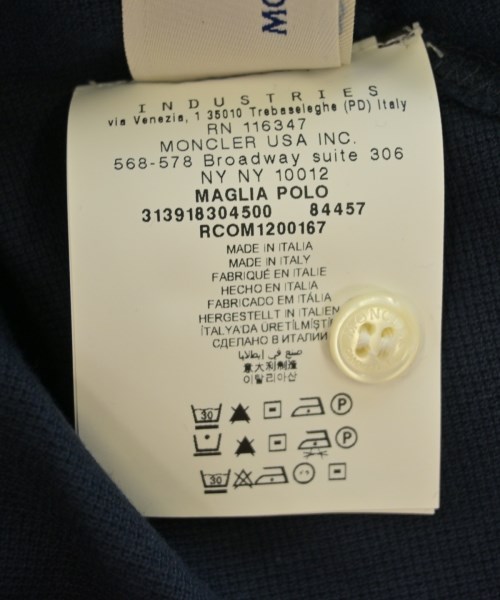 MO
INDUSTRIES
via Venezia, 1 35010 Trebaseleghe (PD) Italy
RN 116347
MONCLER USA INC.
568-578 Broadway suite 306
NY NY 10012
MAGLIA POLO
313918304500 84457
RCOM1200167
MADE IN ITALIA
MADE IN ITALY
FABRIQUÉ EN ITALIE
HECHO EN ITALIA
FABRICADO EM ITÁLIA
HERGESTELLT IN ITALIEN
İTALYA'DA ÜRETİLMİŞTİ
СДЕЛАНО В ИТАЛИИ
صنع في إيطاليا
意大利制造
이탈리아산
30 P
P
30